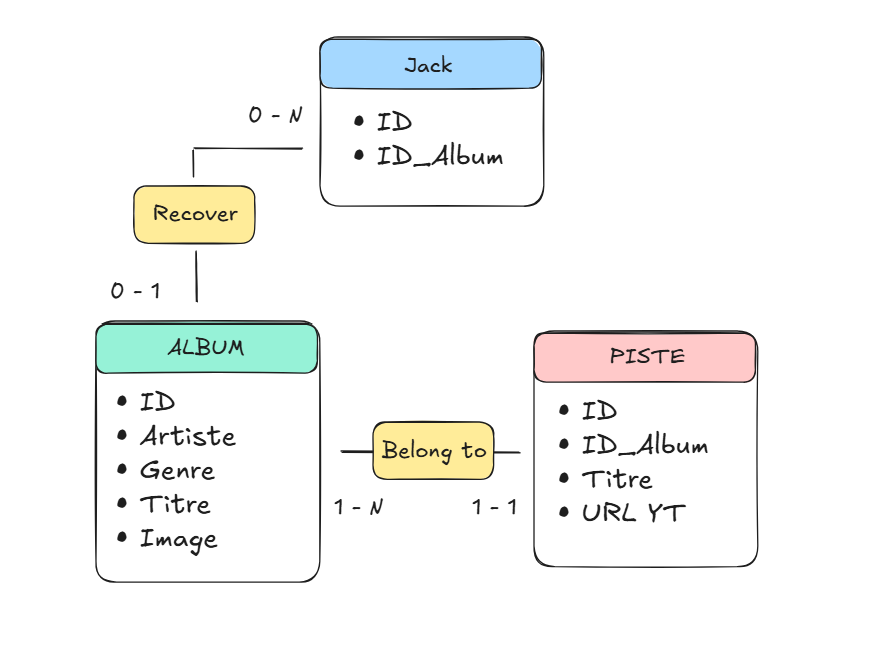 Jack
• ID
• ID_Album
0 - N
Recover
0 - 1
ALBUM
• ID
• Artiste
• Genre
• Titre
• Image
Belong to
1 - N
1 - 1
PISTE
• ID
• ID_Album
• Titre
• URL YT